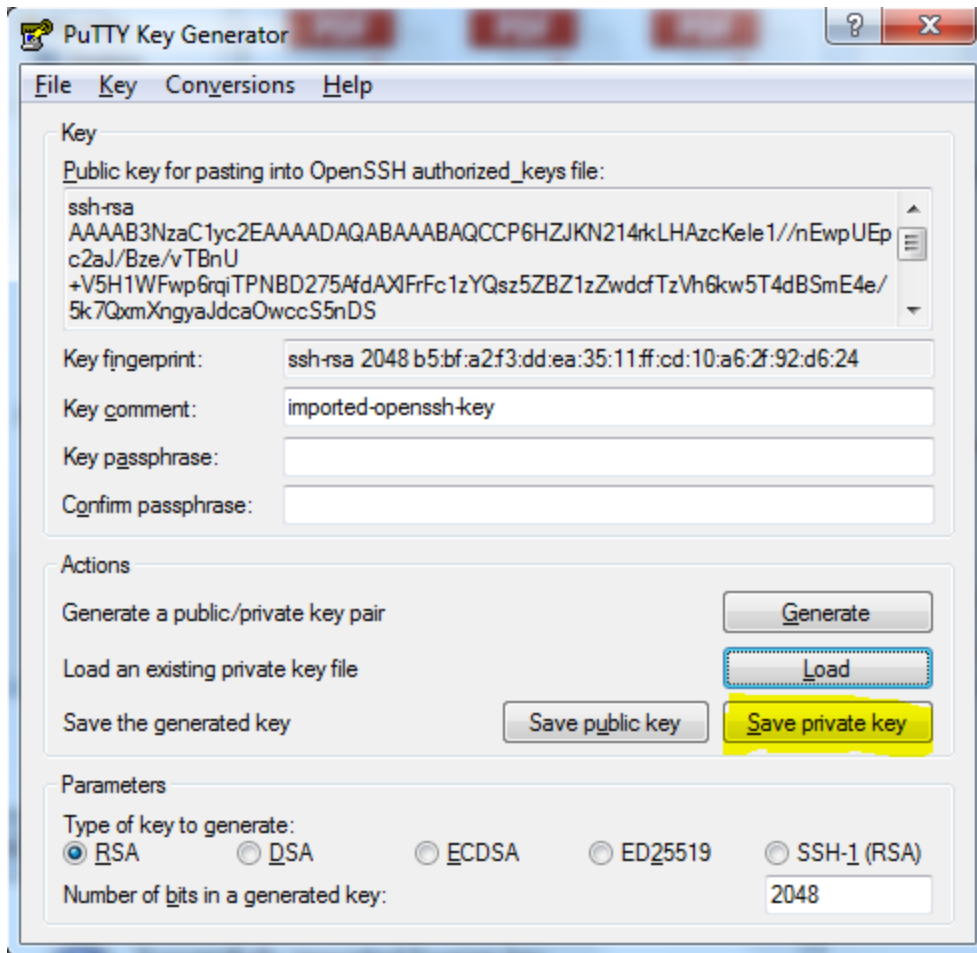 PuTTY Key Generator
File Key Conversions Help
Key
Public key for pasting into OpenSSH authorized_keys file:
ssh-rsa
AAAAB3NzaC1yc2EAAAADAQABAAABAQCCP6HZJKN214rkLHAzcKele1//nEwpUEp
c2aJ/Bze/vTBnU
+V5H1WFwp6rqiTPNBD275AfdAXlFrFc1zYQsz5ZBZ1zZwdcfTzVh6kw5T4dBSmE4e/
5k7QxmXngyaJdcaOwccS5nDS
Key fingerprint: ssh-rsa 2048 b5:bf:a2:f3:dd:ea:35:11:ff:cd:10:a6:2f:92:d6:24
Key comment: imported-openssh-key
Key passphrase:
Confirm passphrase:
Actions
Generate a public/private key pair Generate
Load an existing private key file Load
Save the generated key Save public key Save private key
Parameters
Type of key to generate:
RSA DSA ECDSA ED25519 SSH-1 (RSA)
Number of bits in a generated key: 2048